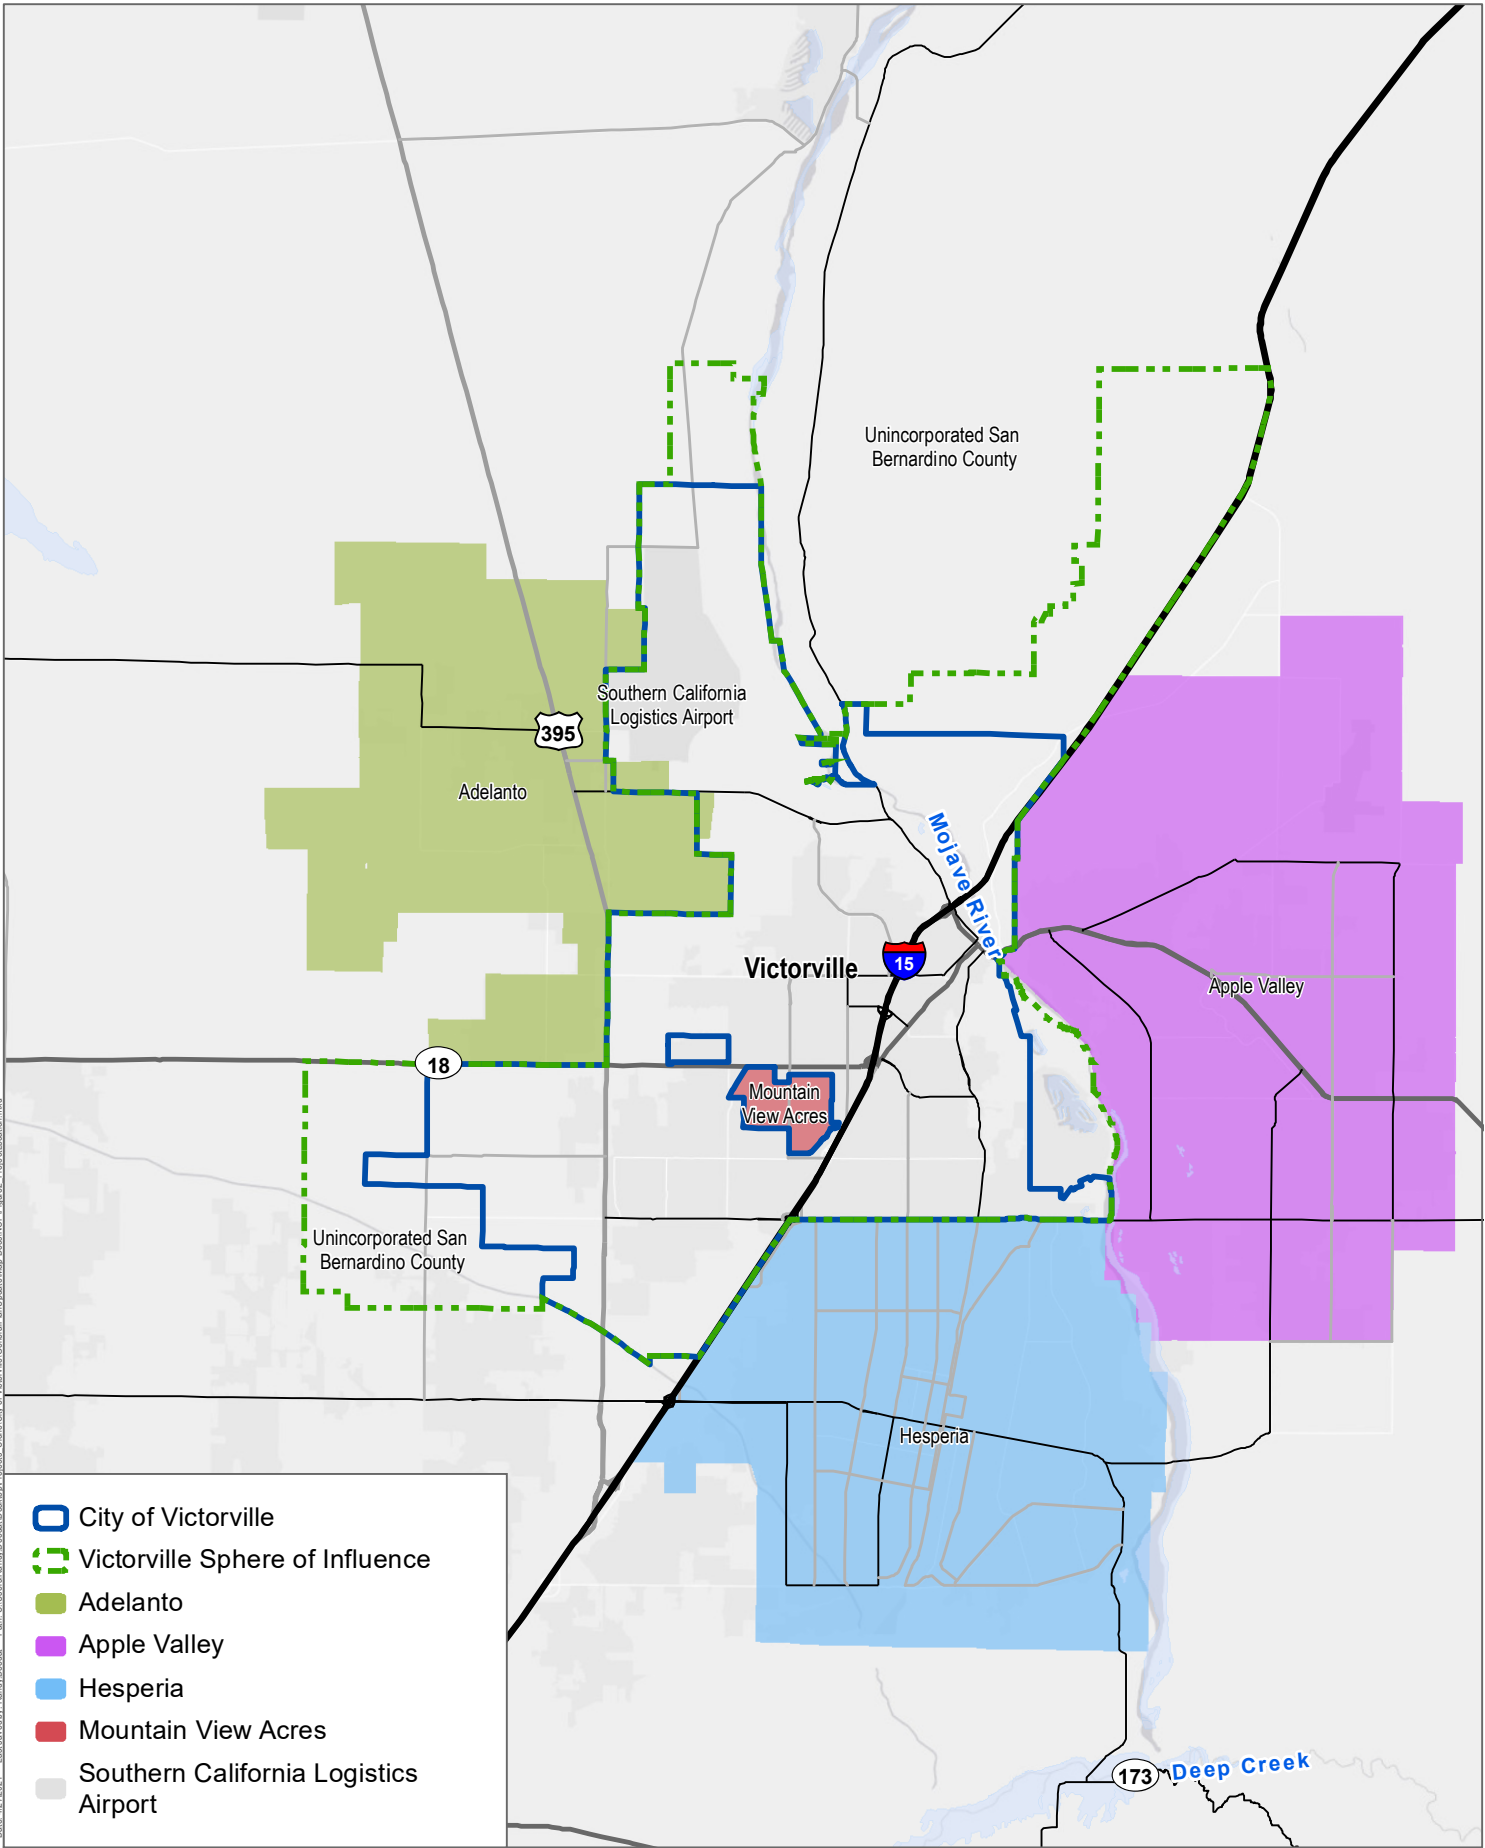 Unincorporated San
Bernardino County
Southern California
Logistics Airport
395
Adelanto
Mojave River
Victorville
15
Apple Valley
18
Mountain
View Acres
Unincorporated San
Bernardino County
Hesperia
City of Victorville
Victorville Sphere of Influence
Adelanto
Apple Valley
Hesperia
Mountain View Acres
Southern California Logistics
Airport
173
Deep Creek